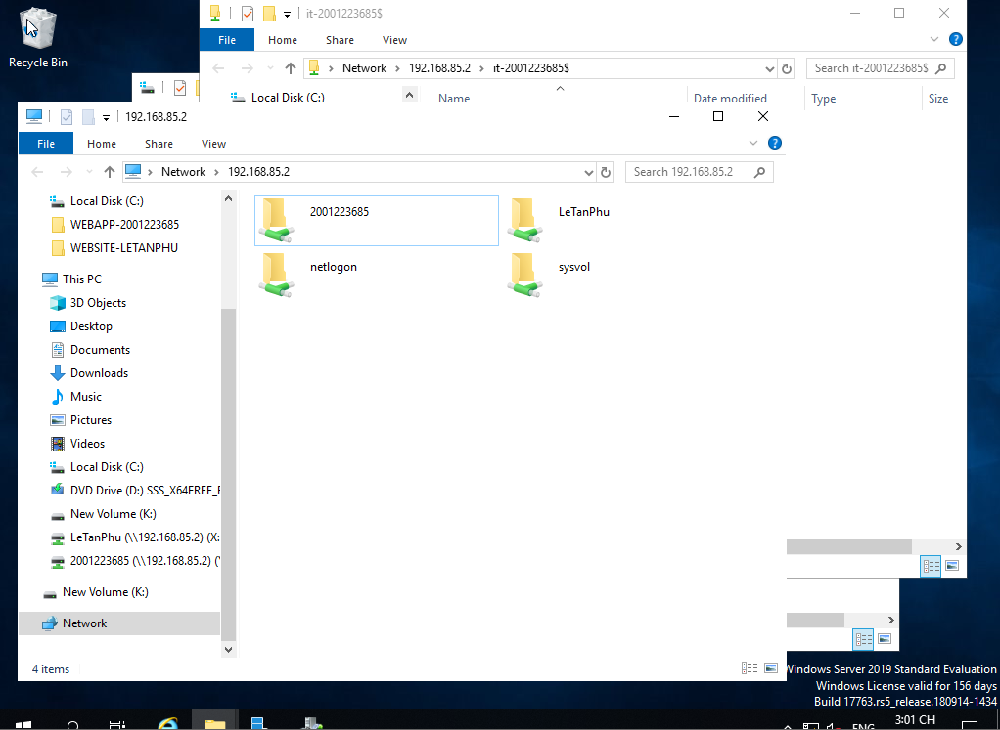 Recycle Bin
it-2001223685$
File Home Share View
Network 192.168.85.2 it-2001223685$
Search it-2001223685$
Local Disk (C:)
Name Date modified Type Size
192.168.85.2
File Home Share View
Network 192.168.85.2
Search 192.168.85.2
Local Disk (C:)
WEBAPP-2001223685
WEBSITE-LETANPHU
This PC
3D Objects
Desktop
Documents
Downloads
Music
Pictures
Videos
Local Disk (C:)
DVD Drive (D:) SSS_X64FREE_E
New Volume (K:)
LeTanPhu (\\192.168.85.2) (X:
2001223685 (\\192.168.85.2) (
New Volume (K:)
Network
2001223685
LeTanPhu
netlogon
sysvol
4 items
Windows Server 2019 Standard Evaluation
Windows License valid for 156 days
Build 17763.rs5_release.180914-1434
ENG
3:01 CH